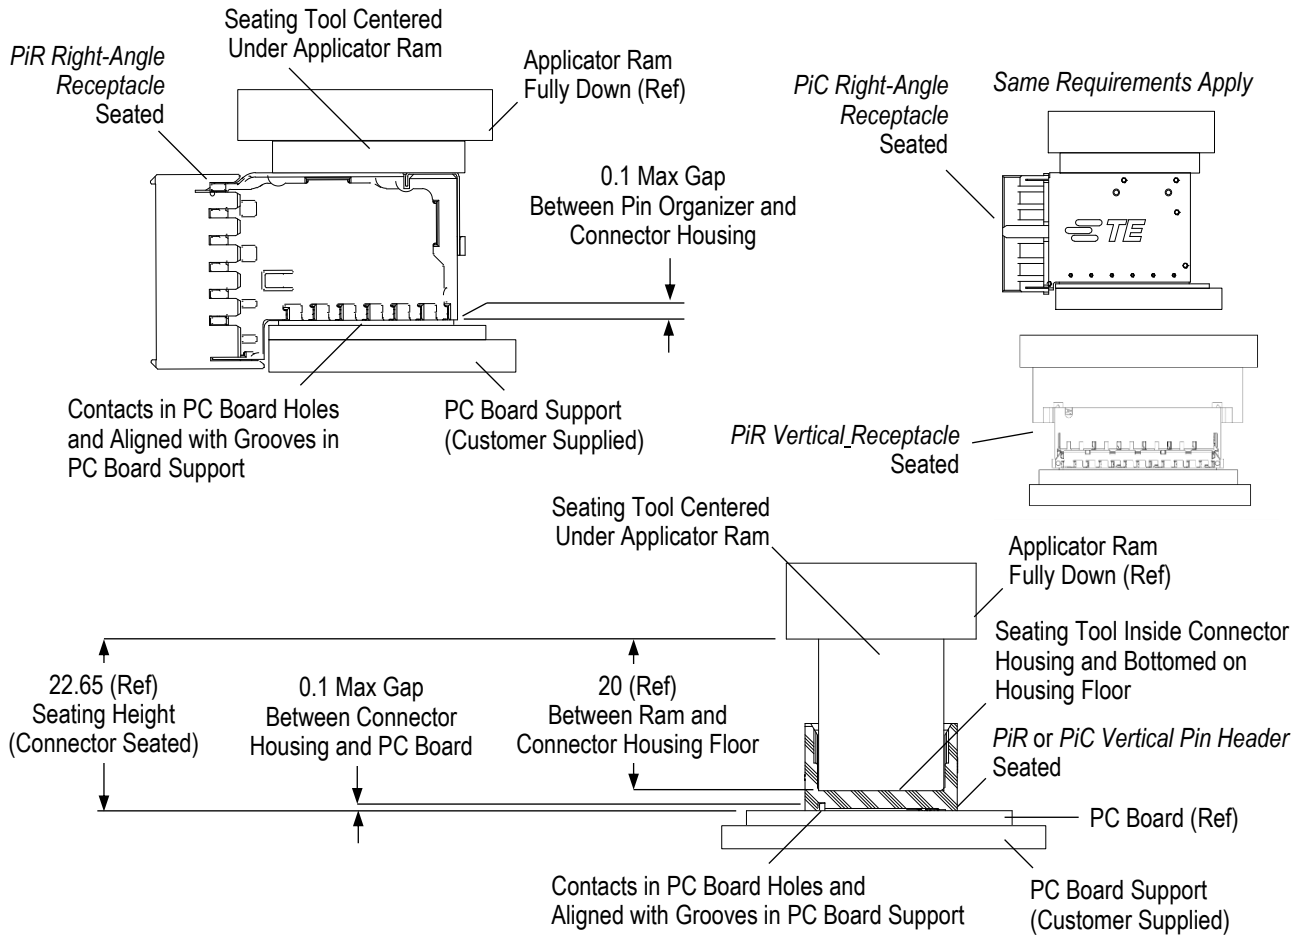 Seating Tool Centered
Under Applicator Ram
PiR Right-Angle
Receptacle
Seated
Applicator Ram
Fully Down (Ref)
0.1 Max Gap
Between Pin Organizer and
Connector Housing
Contacts in PC Board Holes
and Aligned with Grooves in
PC Board Support
PC Board Support
(Customer Supplied)
PiC Right-Angle
Receptacle
Seated
Same Requirements Apply
TE
PiR Vertical Receptacle
Seated
Seating Tool Centered
Under Applicator Ram
Applicator Ram
Fully Down (Ref)
Seating Tool Inside Connector
Housing and Bottomed on
Housing Floor
22.65 (Ref)
Seating Height
(Connector Seated)
0.1 Max Gap
Between Connector
Housing and PC Board
20 (Ref)
Between Ram and
Connector Housing Floor
PiR or PiC Vertical Pin Header
Seated
PC Board (Ref)
Contacts in PC Board Holes and
Aligned with Grooves in PC Board Support
PC Board Support
(Customer Supplied)